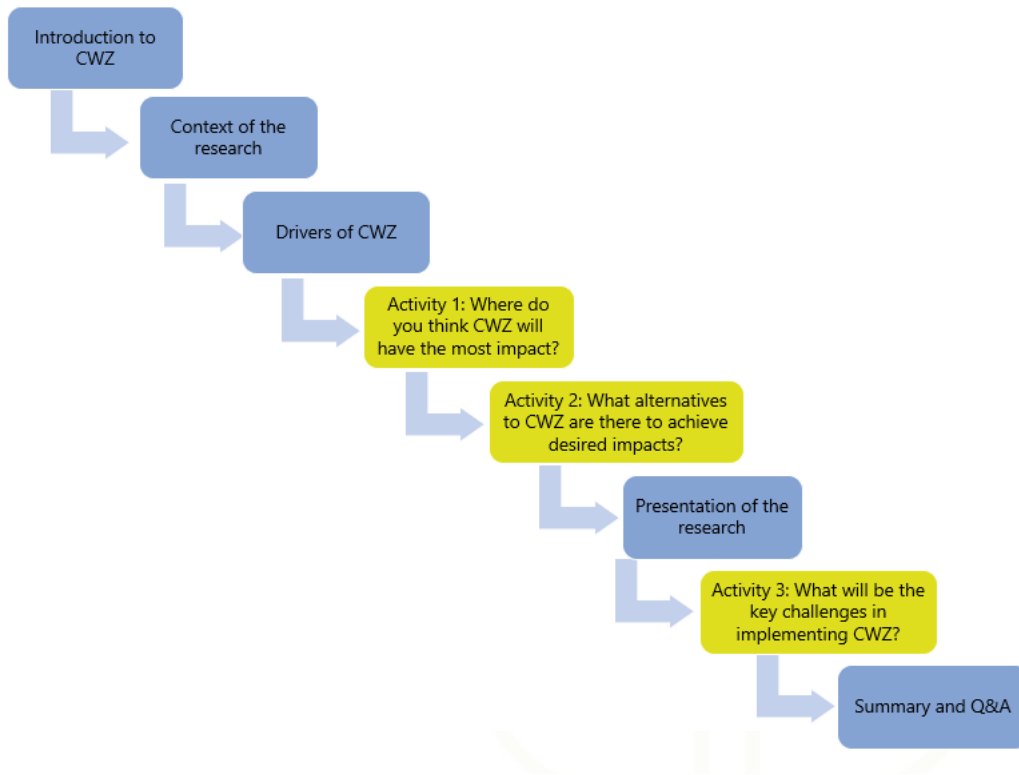 Introduction to
CWZ
Context of the
research
Drivers of CWZ
Activity 1: Where do
you think CWZ will
have the most impact?
Activity 2: What alternatives
to CWZ are there to achieve
desired impacts?
Presentation of the
research
Activity 3: What will be the
key challenges in
implementing CWZ?
Summary and Q&A